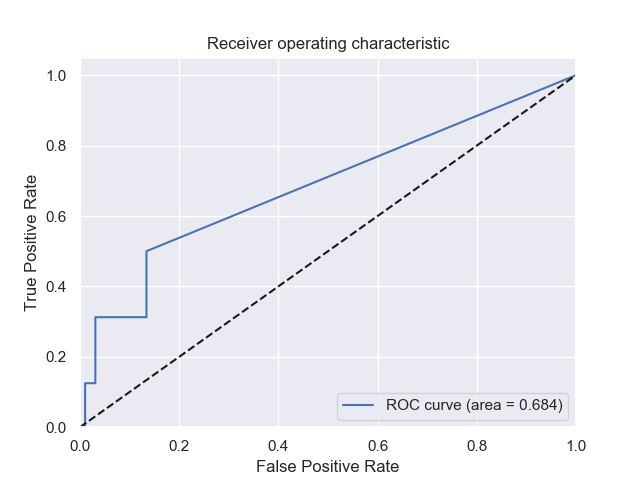 Receiver operating characteristic
1.0
0.8
0.6
0.4
0.2
0.0
True Positive Rate
ROC curve (area = 0.684)
0.0 0.2 0.4 0.6 0.8 1.0
False Positive Rate